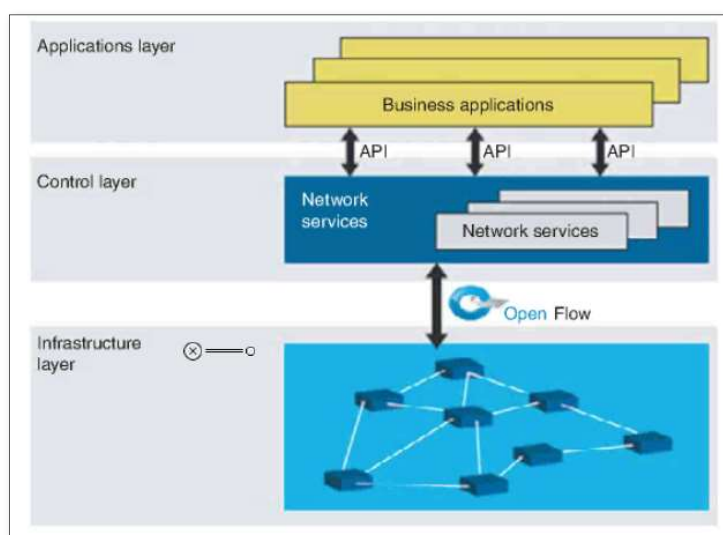 Applications layer
Business applications
API API API
Control layer
Network
services
Network services
Open Flow
Infrastructure
layer